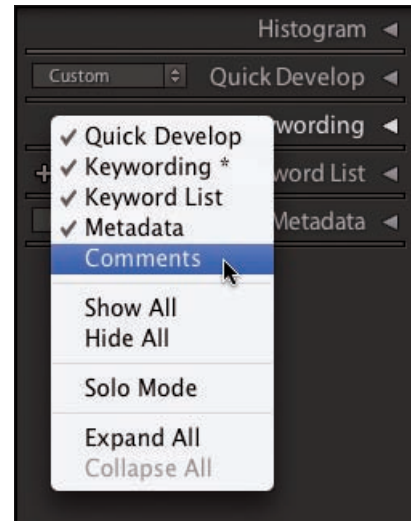 Histogram
Custom Quick Develop
wording
word List
Metadata
✓ Quick Develop
✓ Keywording *
✓ Keyword List
✓ Metadata
Comments
Show All
Hide All
Solo Mode
Expand All
Collapse All